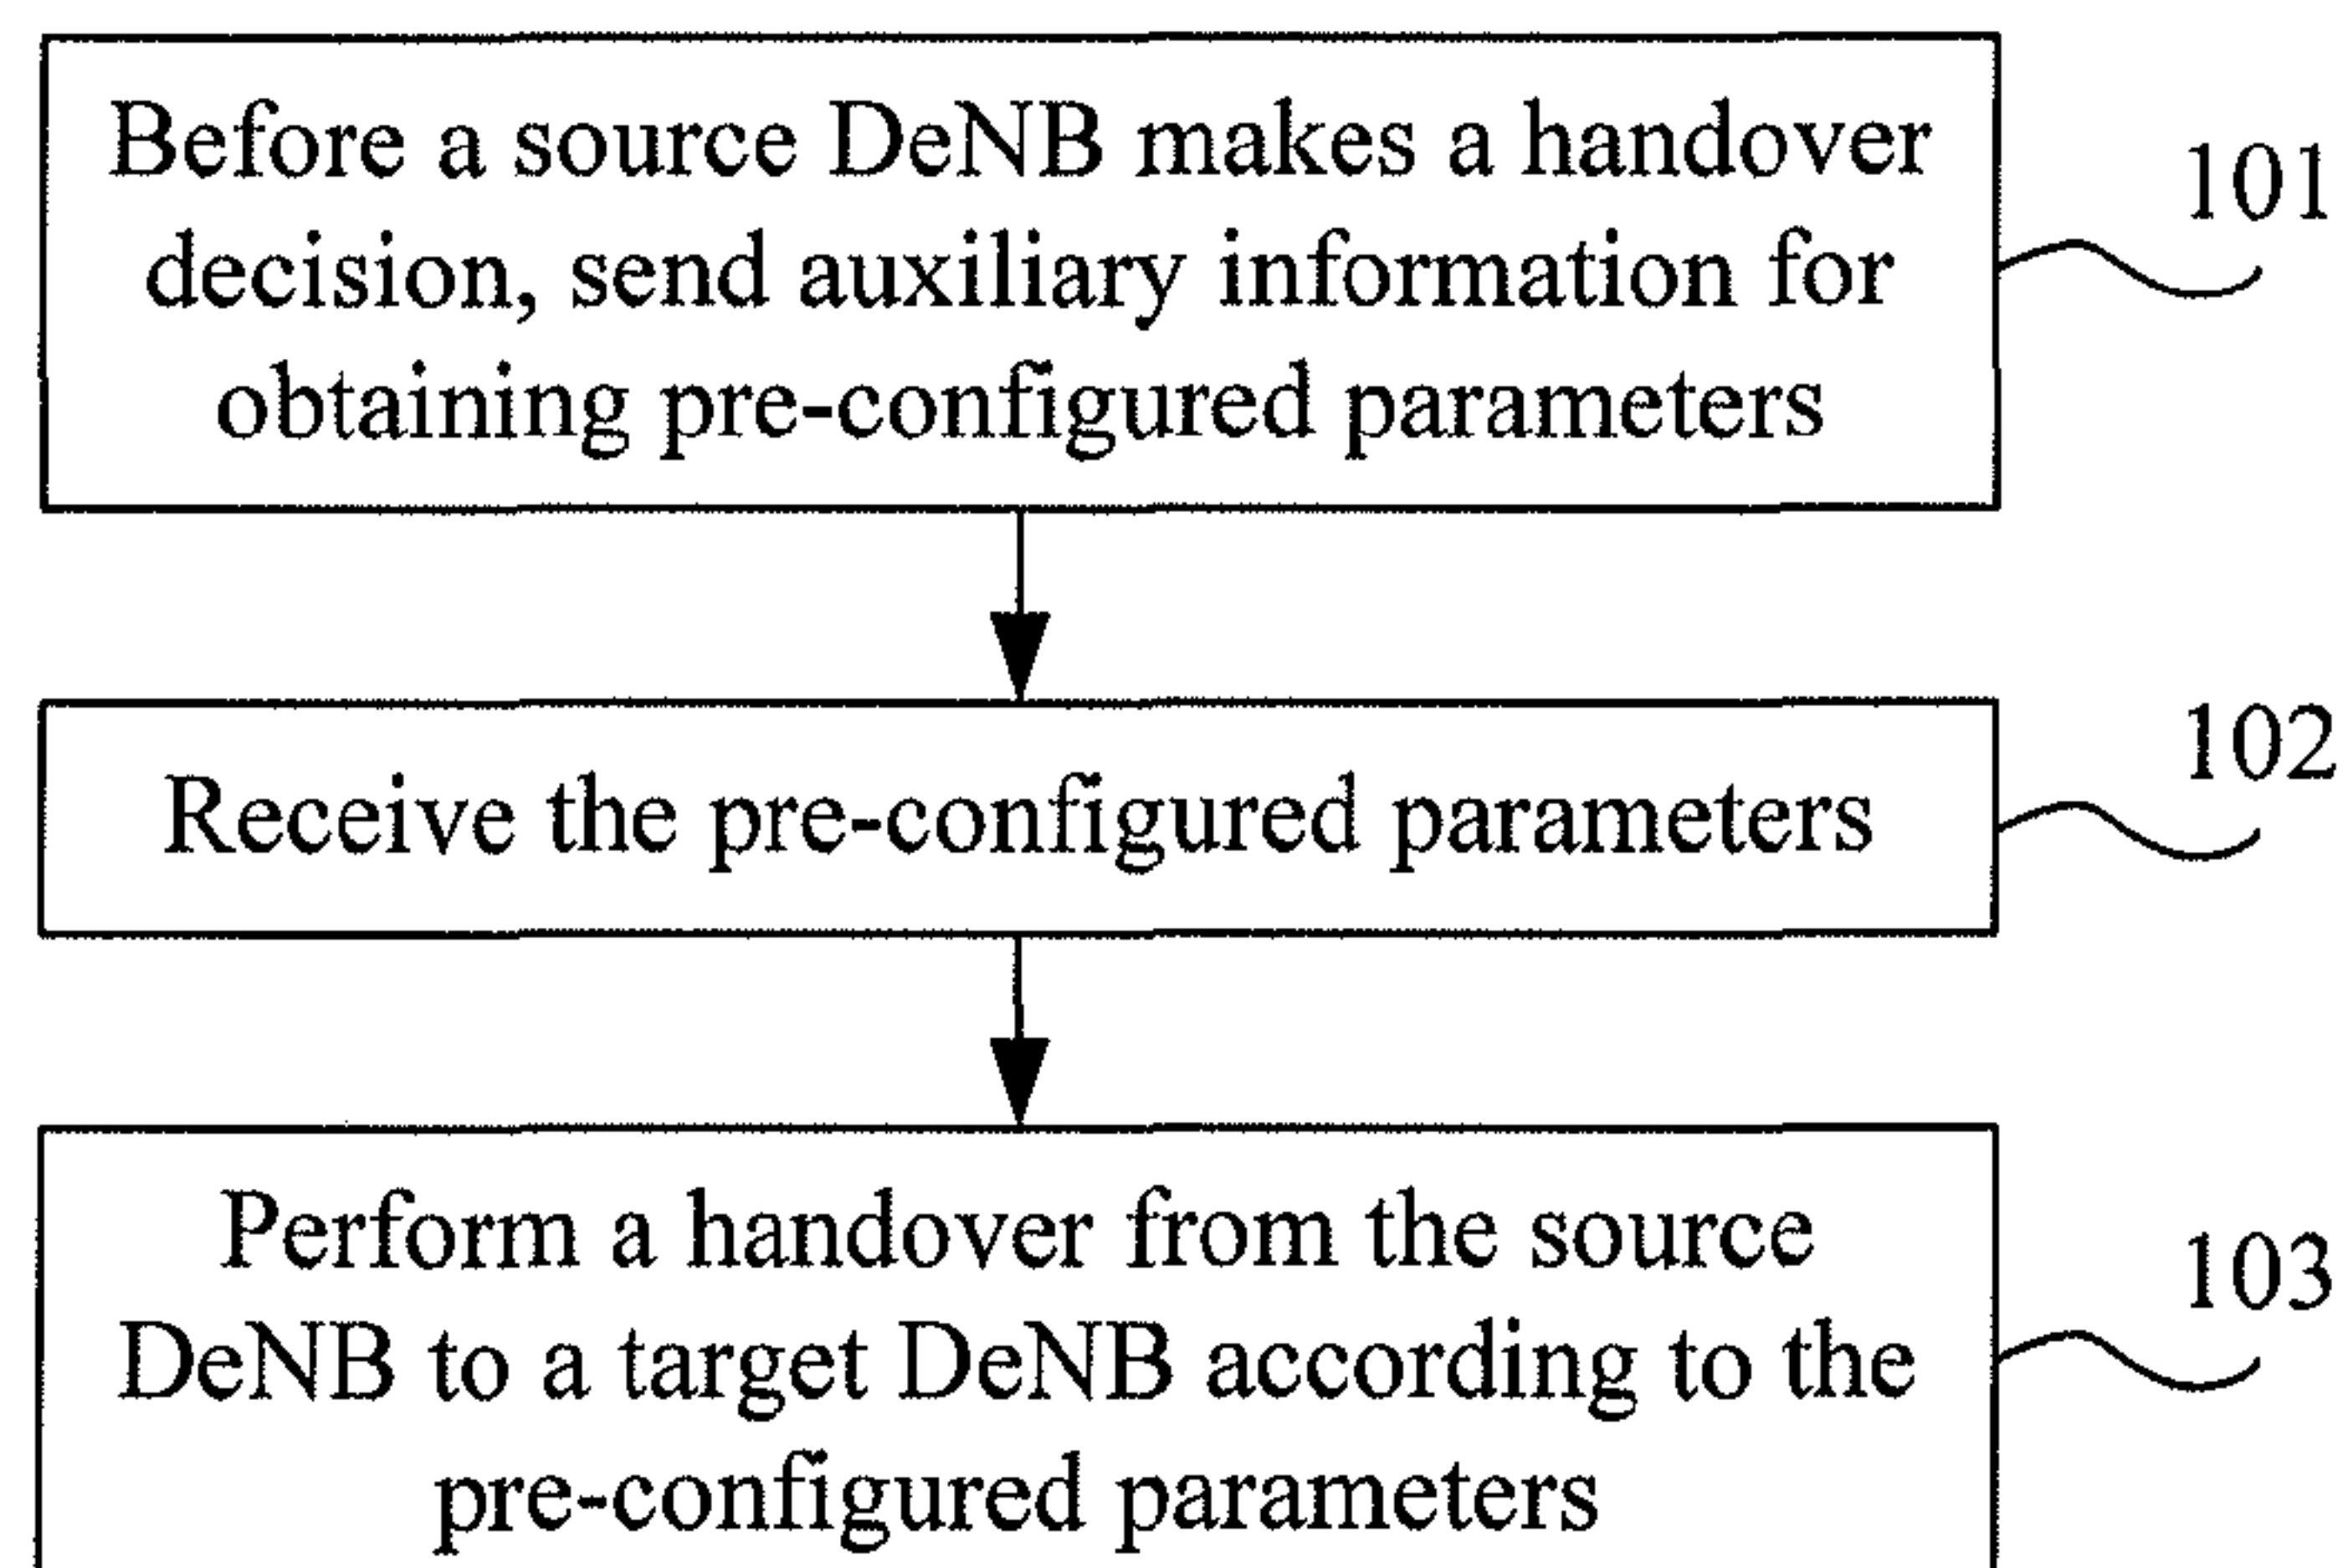 Before a source DeNB makes a handover
decision, send auxiliary information for
obtaining pre-configured parameters
101
Receive the pre-configured parameters
102
Perform a handover from the source
DeNB to a target DeNB according to the
pre-configured parameters
103